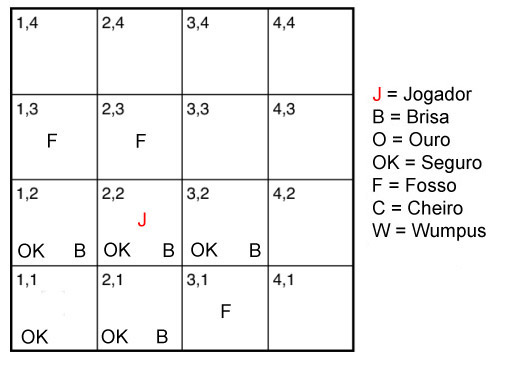 1,4 2,4 3,4 4,4
1,3 2,3 3,3 4,3
F F
1,2 2,2 3,2 4,2
J
OK B OK B OK B
1,1 2,1 3,1 4,1
F
OK OK B
J = Jogador
B = Brisa
O = Ouro
OK = Seguro
F = Fosso
C = Cheiro
W = Wumpus